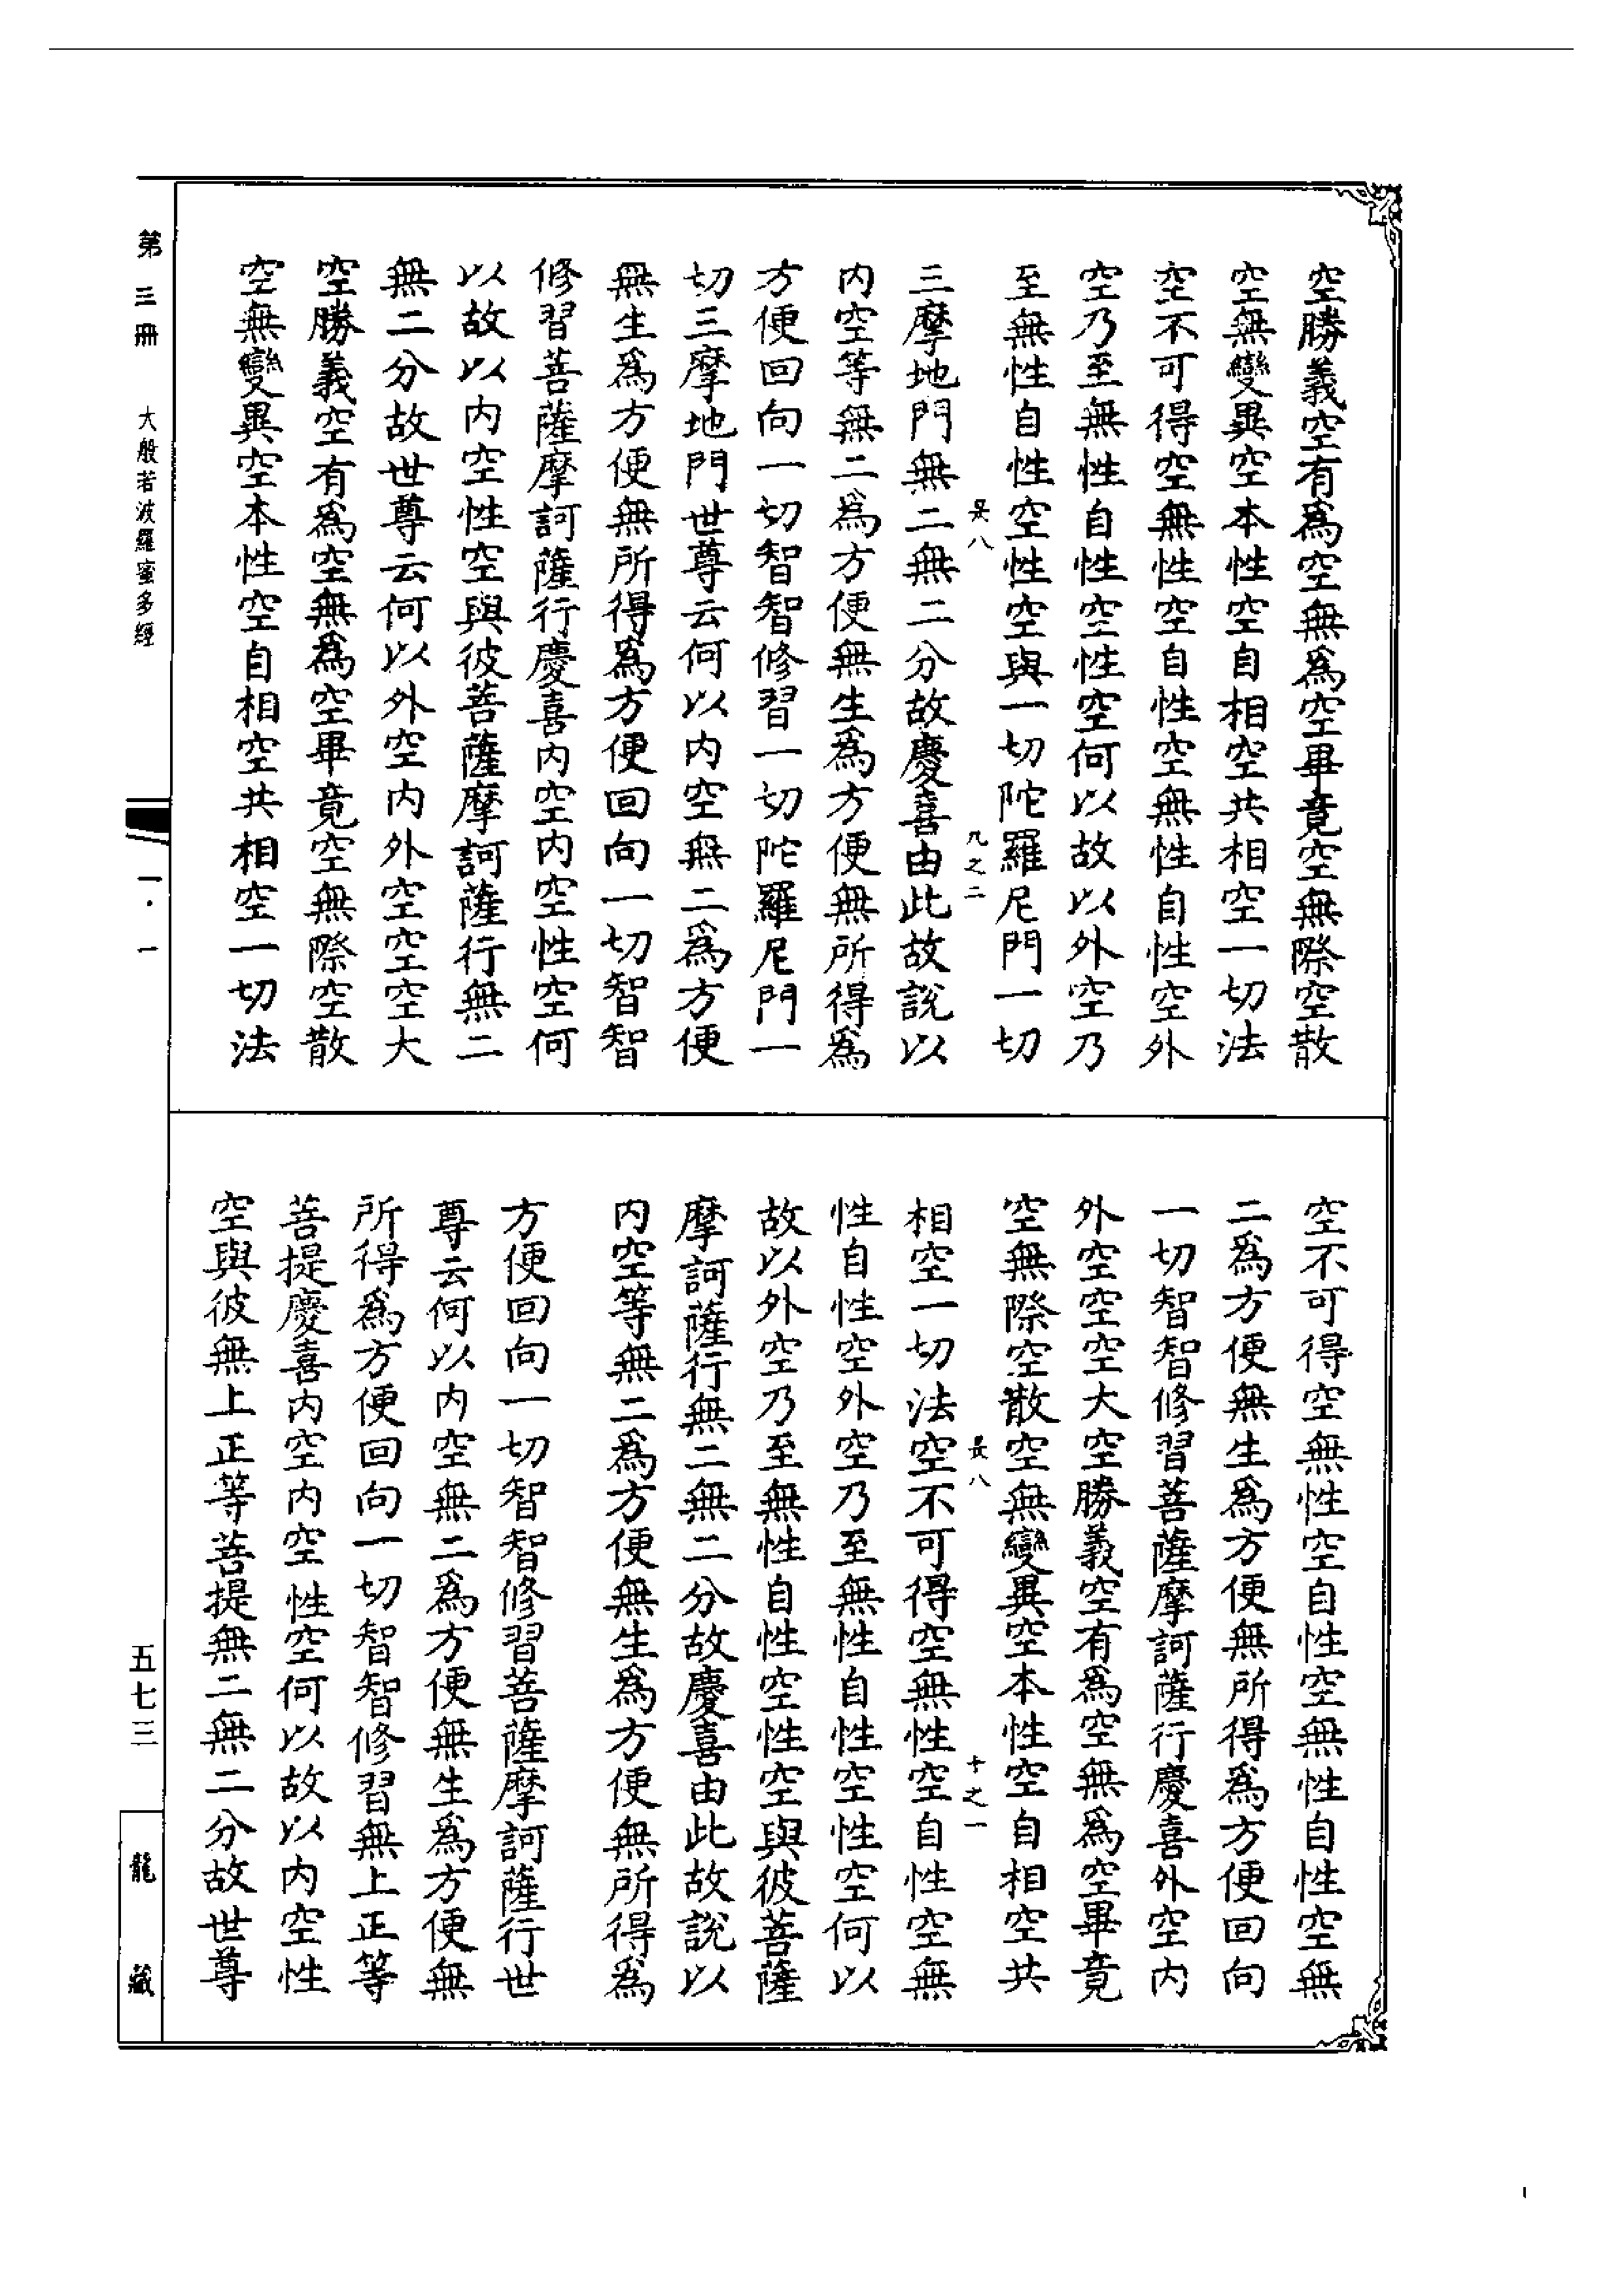 空勝義空有爲空無爲空畢竟空無際空散
空無變異空本性空自相空共相空一切法
空不可得空無性空自性空無性自性空外
空乃至無性自性空性空何以故以外空乃
至無性自性空性空與一切陀羅尼門一切
九之二
三摩地門無二無二分故慶喜由此故説以
内空等無二爲方便無生爲方便無所得爲
方便回向一切智智修習一切陀羅尼門一
切三摩地門世尊云何以内空無二爲方便
無生爲方便無所得爲方便回向一切智智
修習菩薩摩訶薩行慶喜内空内空性空何
以故以内空性空與彼菩薩摩訶薩行無二
無二分故世尊云何以外空内外空空空大
空勝義空有爲空無爲空畢竟空無際空散
空無變異空本性空自相空共相空一切法
空不可得空無性空自性空無性自性空無
二爲方便無生爲方便無所得爲方便回向
一切智智修習菩薩摩訶薩行慶喜外空内
外空空空大空勝義空有爲空無爲空畢竟
空無際空散空無變異空本性空自相空共
十之一
相空一切法空不可得空無性空自性空無
性自性空外空乃至無性自性空性空何以
故以外空乃至無性自性空性空與彼菩薩
摩訶薩行無二無二分故慶喜由此故説以
内空等無二爲方便無生爲方便無所得爲
方便回向一切智智修習菩薩摩訶薩行世
尊云何以内空無二爲方便無生爲方便無
所得爲方便回向一切智智修習無上正等
菩提慶喜内空内空性空何以故以内空性
空與彼無上正等菩提無二無二分故世尊
第三冊 大般若波羅蜜多經
一·一
五七三
龍藏